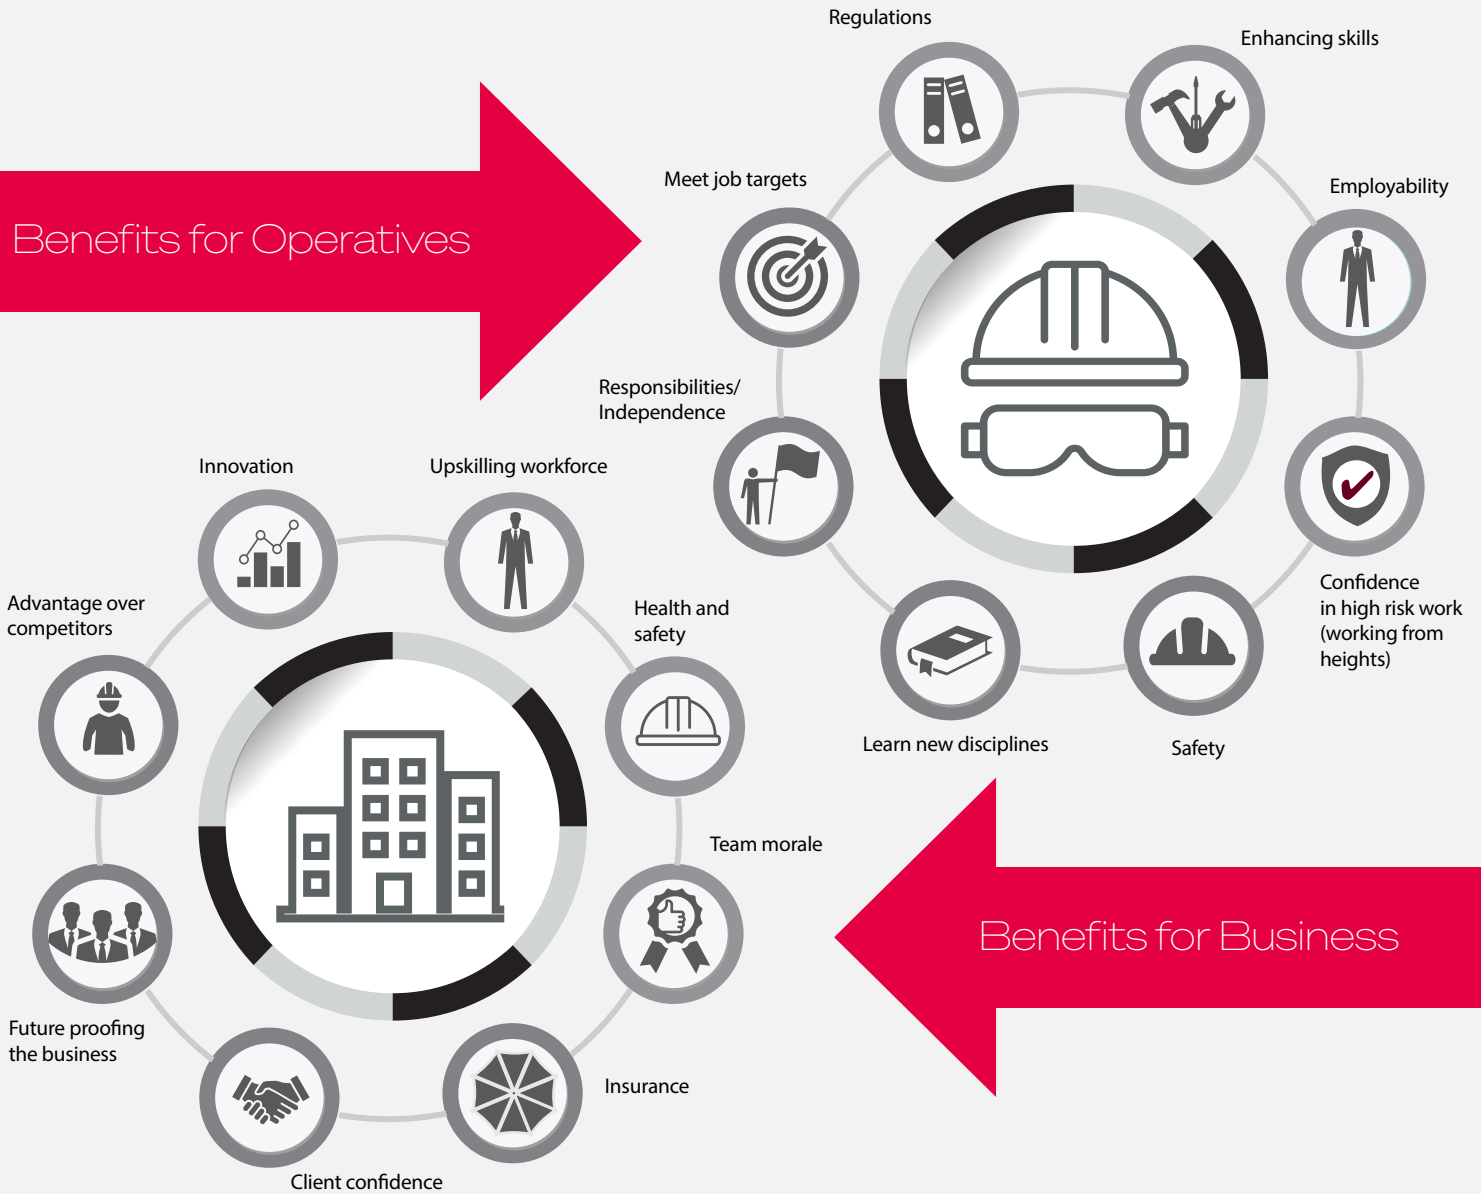 Benefits for Operatives
Regulations
Enhancing skills
Employability
Confidence
in high risk work
(working from
heights)
Safety
Learn new disciplines
Responsibilities/
Independence
Meet job targets
Benefits for Business
Innovation
Upskilling workforce
Health and
safety
Team morale
Insurance
Client confidence
Future proofing
the business
Advantage over
competitors